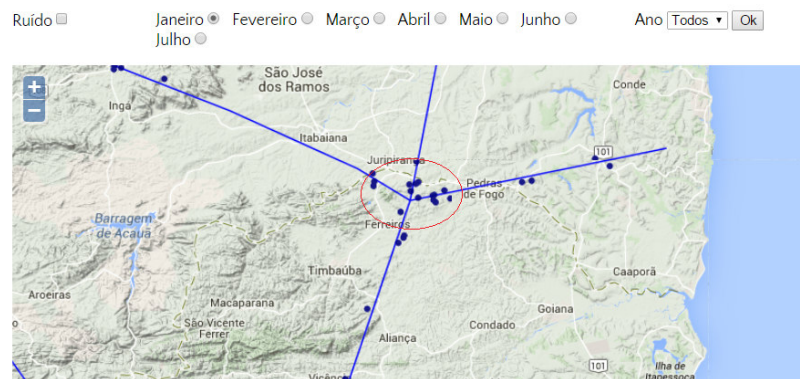 Ruído Janeiro Fevereiro Março Abril Maio Junho Ano Todos Ok
Julho
São José
dos Ramos
Conde
Ingá
Itabaiana
101
Juripiranga
Pedras
de Fogo
Barragem
de Acauã
Ferreiros
Timbaúba
Caaporã
Aroeiras
Macaparana
Goiana
São Vicente
Ferrer
Condado
Aliança
101
Ilha de
Itapessoca